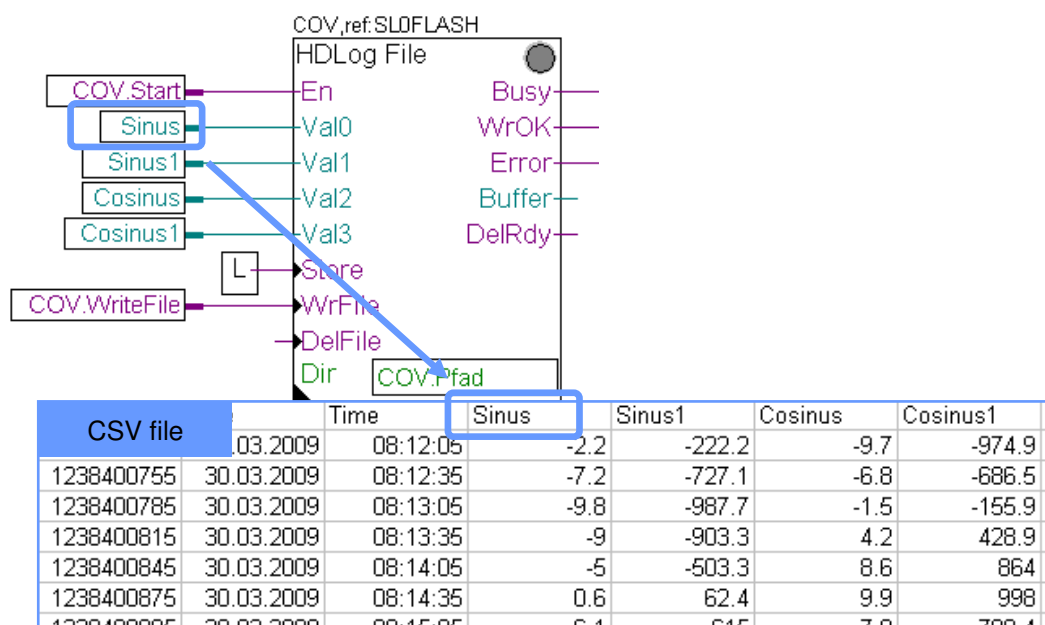 COV,ref:SL0FLASH
HDLog File
COV.Start En Busy
Sinus Val0 WrOK
Sinus1 Val1 Error
Cosinus Val2 Buffer
Cosinus1 Val3 DelRdy
L Store
COV.WriteFile WrFile
DelFile
Dir COV.Pfad
CSV file Time Sinus Sinus1 Cosinus Cosinus1
.03.2009 08:12:05 -2.2 -222.2 -9.7 -974.9
1238400755 30.03.2009 08:12:35 -7.2 -727.1 -6.8 -686.5
1238400785 30.03.2009 08:13:05 -9.8 -987.7 -1.5 -155.9
1238400815 30.03.2009 08:13:35 -9 -903.3 4.2 428.9
1238400845 30.03.2009 08:14:05 -5 -503.3 8.6 864
1238400875 30.03.2009 08:14:35 0.6 62.4 9.9 998